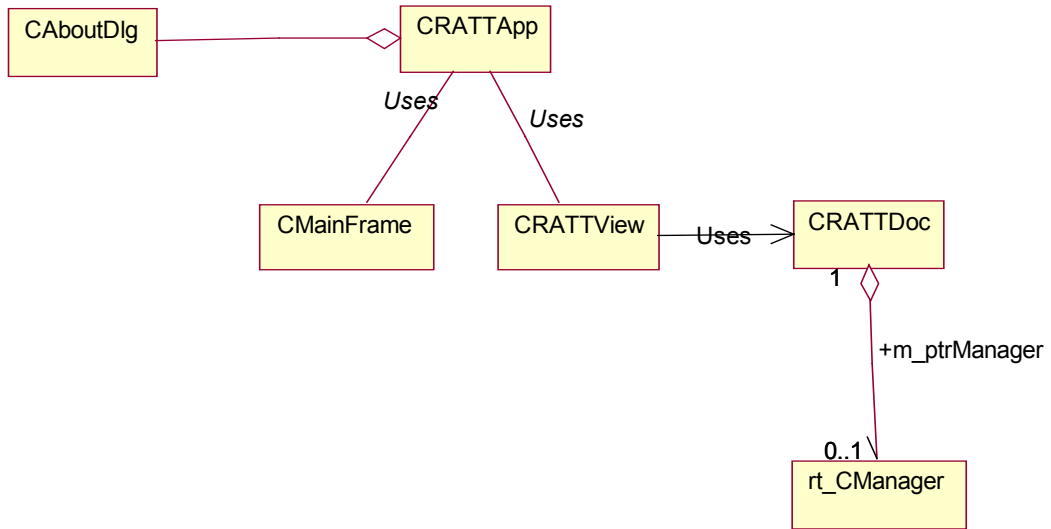 CAboutDlg
CRATTApp
Uses
Uses
CMainFrame
CRATTView
Uses
CRATTDoc
1
+m_ptrManager
0..1
rt_CManager